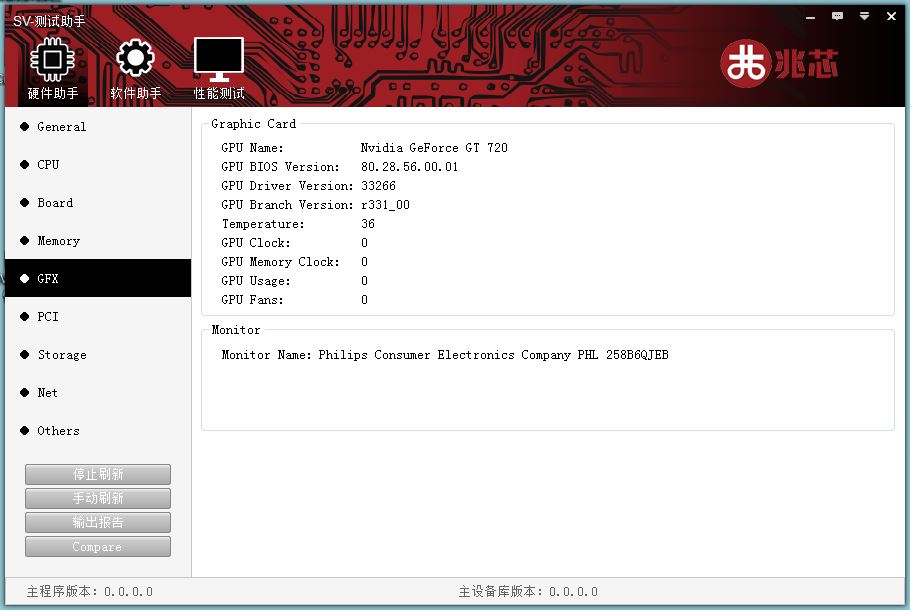 SV-测试助手
兆芯
硬件助手 软件助手 性能测试
General
CPU
Board
Memory
GFX
PCI
Storage
Net
Others
停止刷新
手动刷新
输出报告
Compare
Graphic Card
GPU Name: Nvidia GeForce GT 720
GPU BIOS Version: 80.28.56.00.01
GPU Driver Version: 33266
GPU Branch Version: r331_00
Temperature: 36
GPU Clock: 0
GPU Memory Clock: 0
GPU Usage: 0
GPU Fans: 0
Monitor
Monitor Name: Philips Consumer Electronics Company PHL 258B6QJEB
主程序版本: 0.0.0.0 主设备库版本: 0.0.0.0